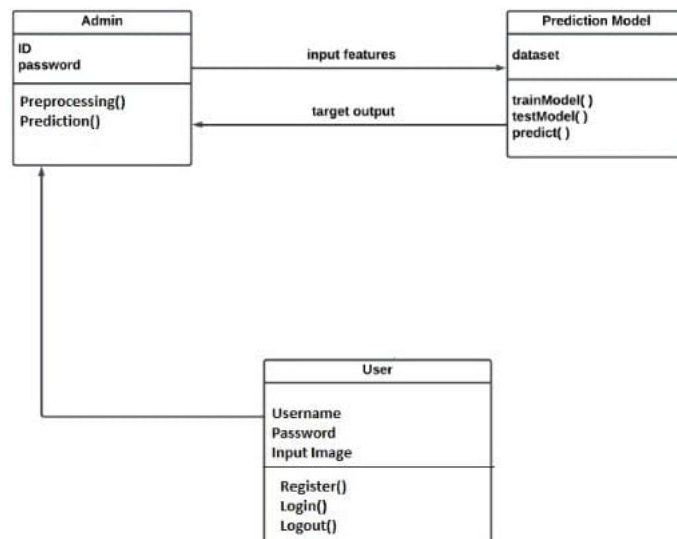 Admin
ID
password
Preprocessing()
Prediction()
input features
target output
Prediction Model
dataset
trainModel( )
testModel( )
predict( )
User
Username
Password
Input Image
Register()
Login()
Logout()